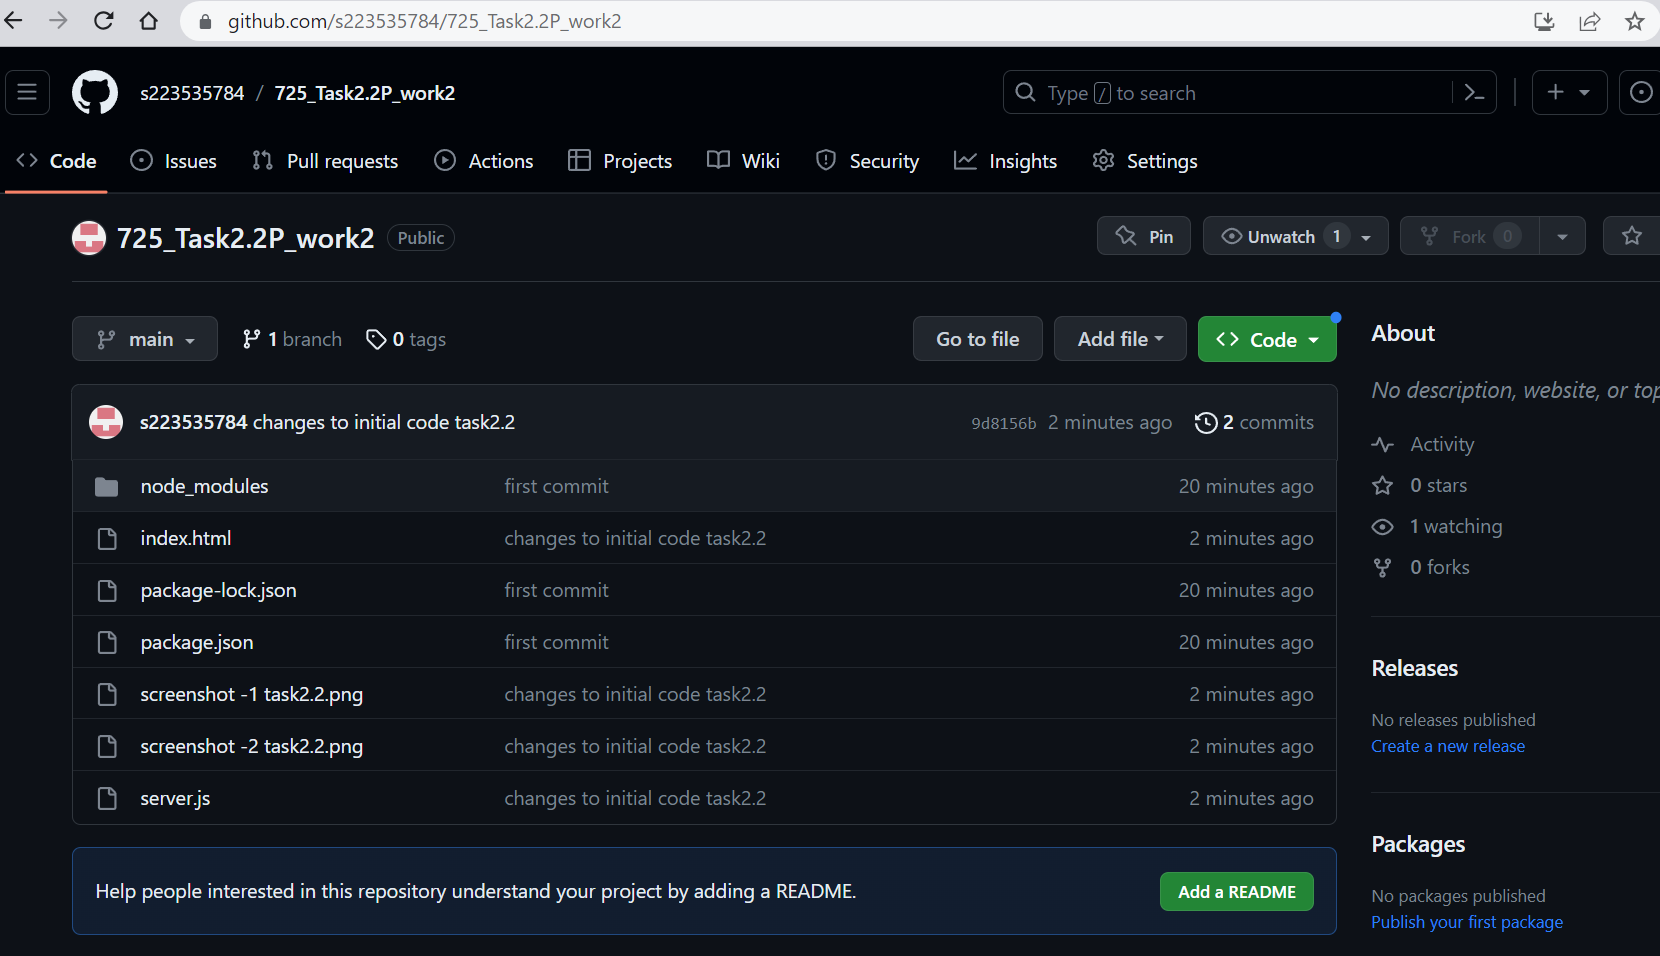 github.com/s223535784/725_Task2.2P_work2
s223535784 / 725_Task2.2P_work2
Type / to search
Code Issues Pull requests Actions Projects Wiki Security Insights Settings
725_Task2.2P_work2 Public
Pin Unwatch 1 Fork 0
main 1 branch 0 tags Go to file Add file Code
s223535784 changes to initial code task2.2 9d8156b 2 minutes ago 2 commits
node_modules first commit 20 minutes ago
index.html changes to initial code task2.2 2 minutes ago
package-lock.json first commit 20 minutes ago
package.json first commit 20 minutes ago
screenshot -1 task2.2.png changes to initial code task2.2 2 minutes ago
screenshot -2 task2.2.png changes to initial code task2.2 2 minutes ago
server.js changes to initial code task2.2 2 minutes ago
Help people interested in this repository understand your project by adding a README. Add a README
About
No description, website, or top
Activity
0 stars
1 watching
0 forks
Releases
No releases published
Create a new release
Packages
No packages published
Publish your first package